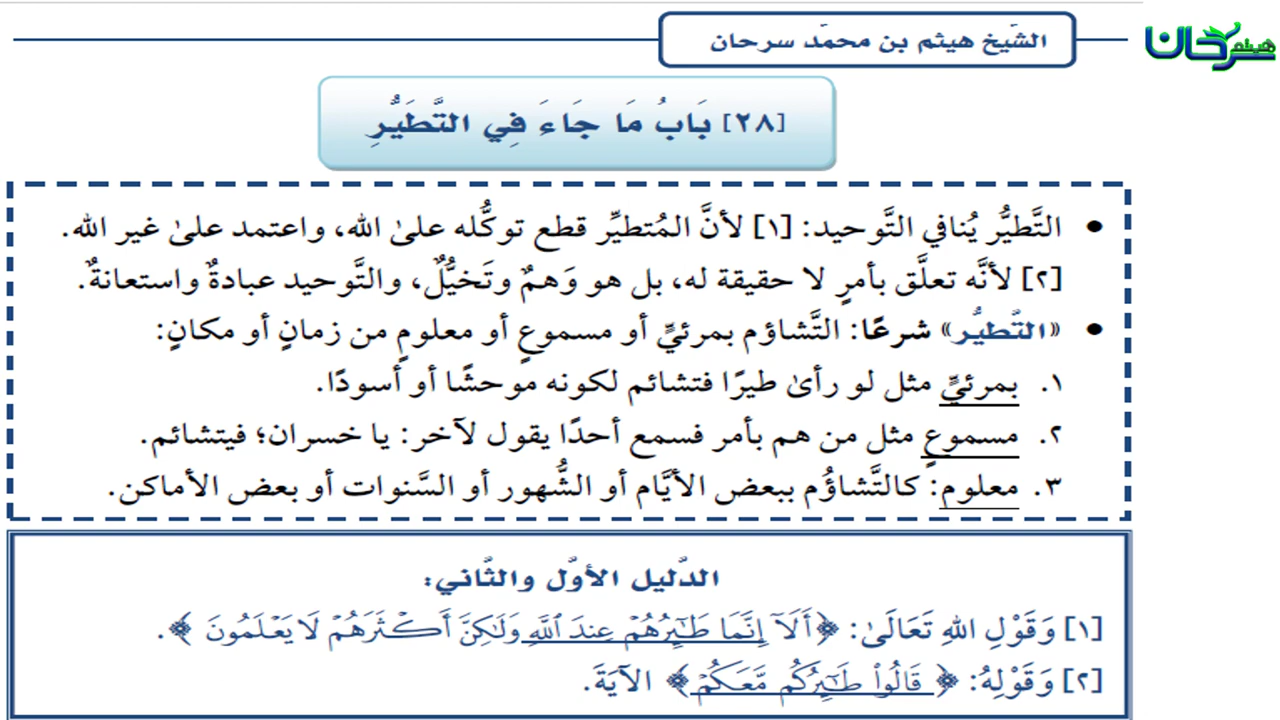 هيثم سرحان
الشَّيخ هيثم بن محمَّد سرحان
[٢٨] بَابُ مَا جَاءَ فِي التَّطَيُّرِ
• التَّطيُّر يُنافي التَّوحيد: [١] لأنَّ المُتطيِّر قطع توكُّله علىٰ الله، واعتمد علىٰ غير الله.
[٢] لأنَّه تعلَّق بأمرٍ لا حقيقة له، بل هو وَهمٌ وتَخيُّلٌ، والتَّوحيد عبادةٌ واستعانةٌ.
• «التَّطيُّر» شرعًا: التَّشاؤم بمرئيٍّ أو مسموعٍ أو معلومٍ من زمانٍ أو مكانٍ:
١. بمرئيٍّ مثل لو رأىٰ طيرًا فتشائم لكونه موحشًا أو أسودًا.
٢. مسموعٍ مثل من هم بأمر فسمع أحدًا يقول لآخر: يا خسران؛ فيتشائم.
٣. معلوم: كالتَّشاؤُم ببعض الأيَّام أو الشُّهور أو السَّنوات أو بعض الأماكن.
الدَّليل الأوَّل والثَّاني:
[١] وَقَوْلِ اللهِ تَعَالَىٰ: ﴿أَلَآ إِنَّمَا طَٰٓئِرُهُمْ عِندَ ٱللَّهِ وَلَٰكِنَّ أَكْثَرَهُمْ لَا يَعْلَمُونَ﴾.
[٢] وَقَوْلِهُ: ﴿قَالُوا۟ طَٰٓئِرُكُم مَّعَكُمْ﴾ الآيَةَ.